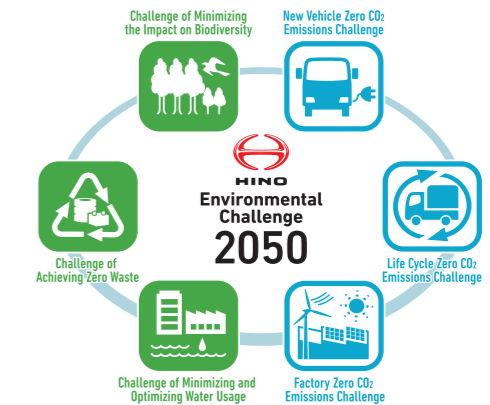 Challenge of Minimizing
the Impact on Biodiversity
New Vehicle Zero CO₂
Emissions Challenge
HINO
Environmental
Challenge
2050
Challenge of
Achieving Zero Waste
Life Cycle Zero CO₂
Emissions Challenge
Challenge of Minimizing and
Optimizing Water Usage
Factory Zero CO₂
Emissions Challenge